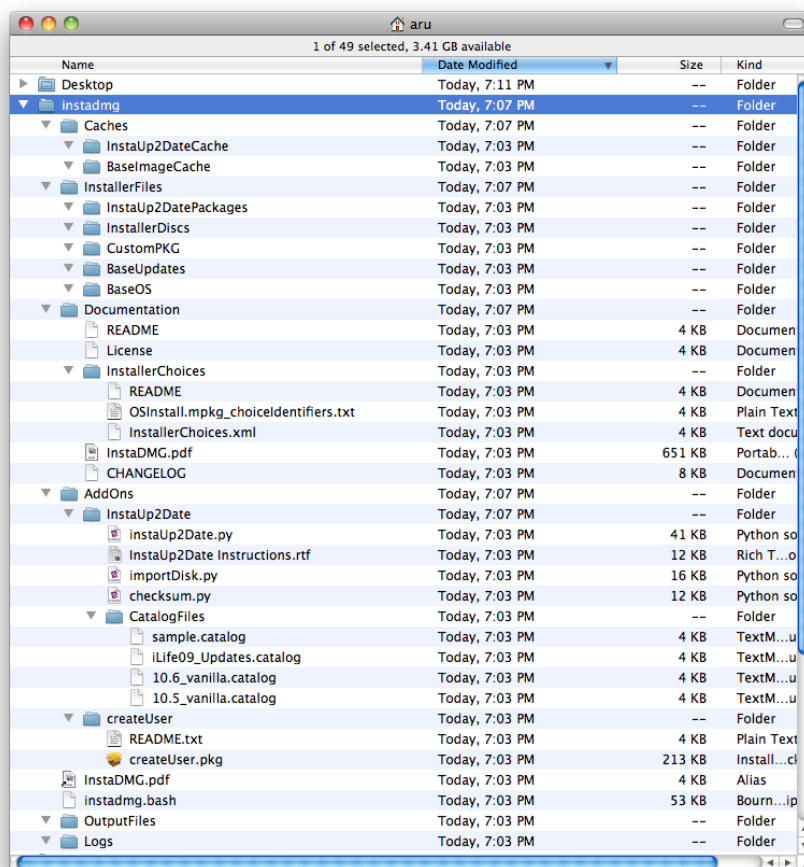 aru
1 of 49 selected, 3.41 GB available
Name Date Modified Size Kind
Desktop Today, 7:11 PM -- Folder
instadmg Today, 7:07 PM -- Folder
Caches Today, 7:07 PM -- Folder
InstaUp2DateCache Today, 7:03 PM -- Folder
BaseImageCache Today, 7:03 PM -- Folder
InstallerFiles Today, 7:07 PM -- Folder
InstaUp2DatePackages Today, 7:03 PM -- Folder
InstallerDiscs Today, 7:03 PM -- Folder
CustomPKG Today, 7:03 PM -- Folder
BaseUpdates Today, 7:03 PM -- Folder
BaseOS Today, 7:03 PM -- Folder
Documentation Today, 7:07 PM -- Folder
README Today, 7:03 PM 4 KB Documen
License Today, 7:03 PM 4 KB Documen
InstallerChoices Today, 7:03 PM -- Folder
README Today, 7:03 PM 4 KB Documen
OSInstall.mpkg_choiceIdentifiers.txt Today, 7:03 PM 4 KB Plain Text
InstallerChoices.xml Today, 7:03 PM 4 KB Text docu
InstaDMG.pdf Today, 7:03 PM 651 KB Portab... (
CHANGELOG Today, 7:03 PM 8 KB Documen
AddOns Today, 7:07 PM -- Folder
InstaUp2Date Today, 7:07 PM -- Folder
instaUp2Date.py Today, 7:03 PM 41 KB Python so
InstaUp2Date Instructions.rtf Today, 7:03 PM 12 KB Rich T...o
importDisk.py Today, 7:03 PM 16 KB Python so
checksum.py Today, 7:03 PM 12 KB Python so
CatalogFiles Today, 7:03 PM -- Folder
sample.catalog Today, 7:03 PM 4 KB TextM...u
iLife09_Updates.catalog Today, 7:03 PM 4 KB TextM...u
10.6_vanilla.catalog Today, 7:03 PM 4 KB TextM...u
10.5_vanilla.catalog Today, 7:03 PM 4 KB TextM...u
createUser Today, 7:03 PM -- Folder
README.txt Today, 7:03 PM 4 KB Plain Text
createUser.pkg Today, 7:03 PM 213 KB Install...ck
InstaDMG.pdf Today, 7:03 PM 4 KB Alias
instadmg.bash Today, 7:03 PM 53 KB Bourn...ip
OutputFiles Today, 7:03 PM -- Folder
Logs Today, 7:03 PM -- Folder